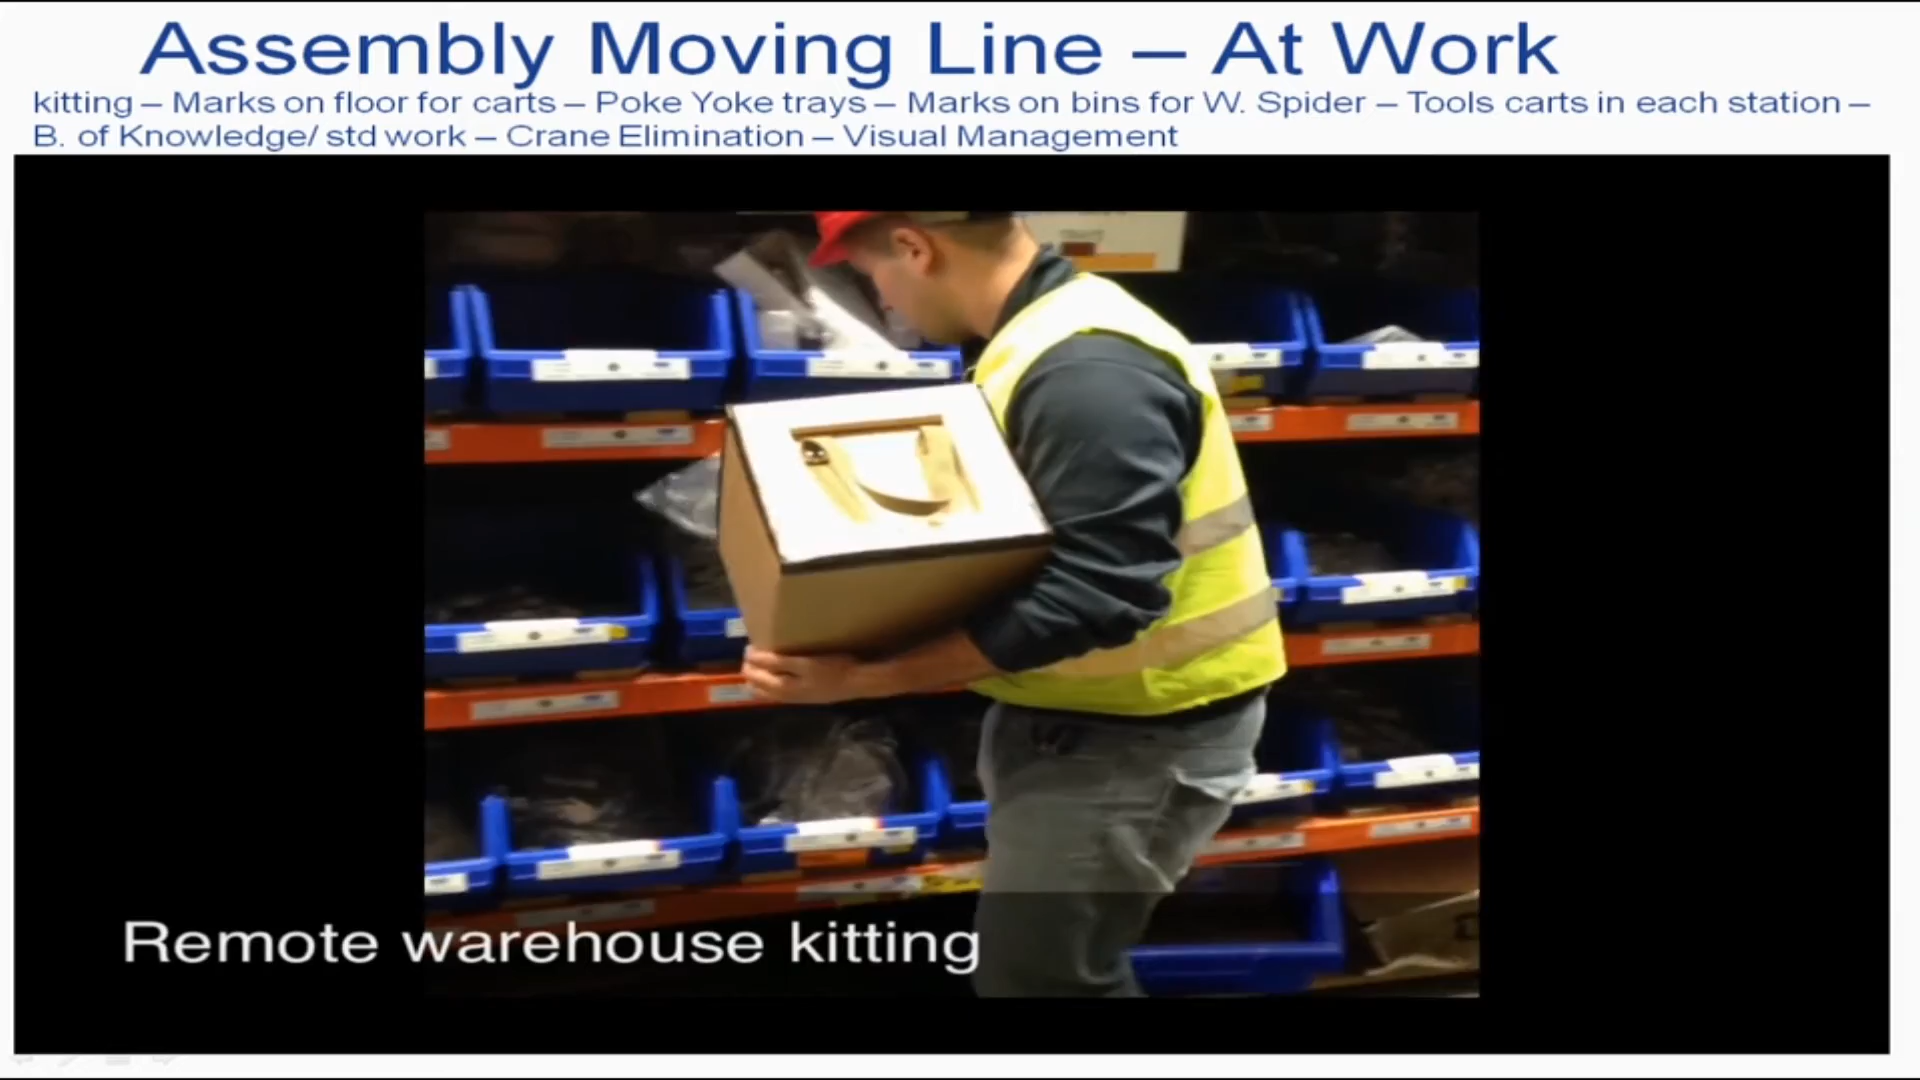 Assembly Moving Line – At Work
kitting – Marks on floor for carts – Poke Yoke trays – Marks on bins for W. Spider – Tools carts in each station –
B. of Knowledge/ std work – Crane Elimination – Visual Management
Remote warehouse kitting